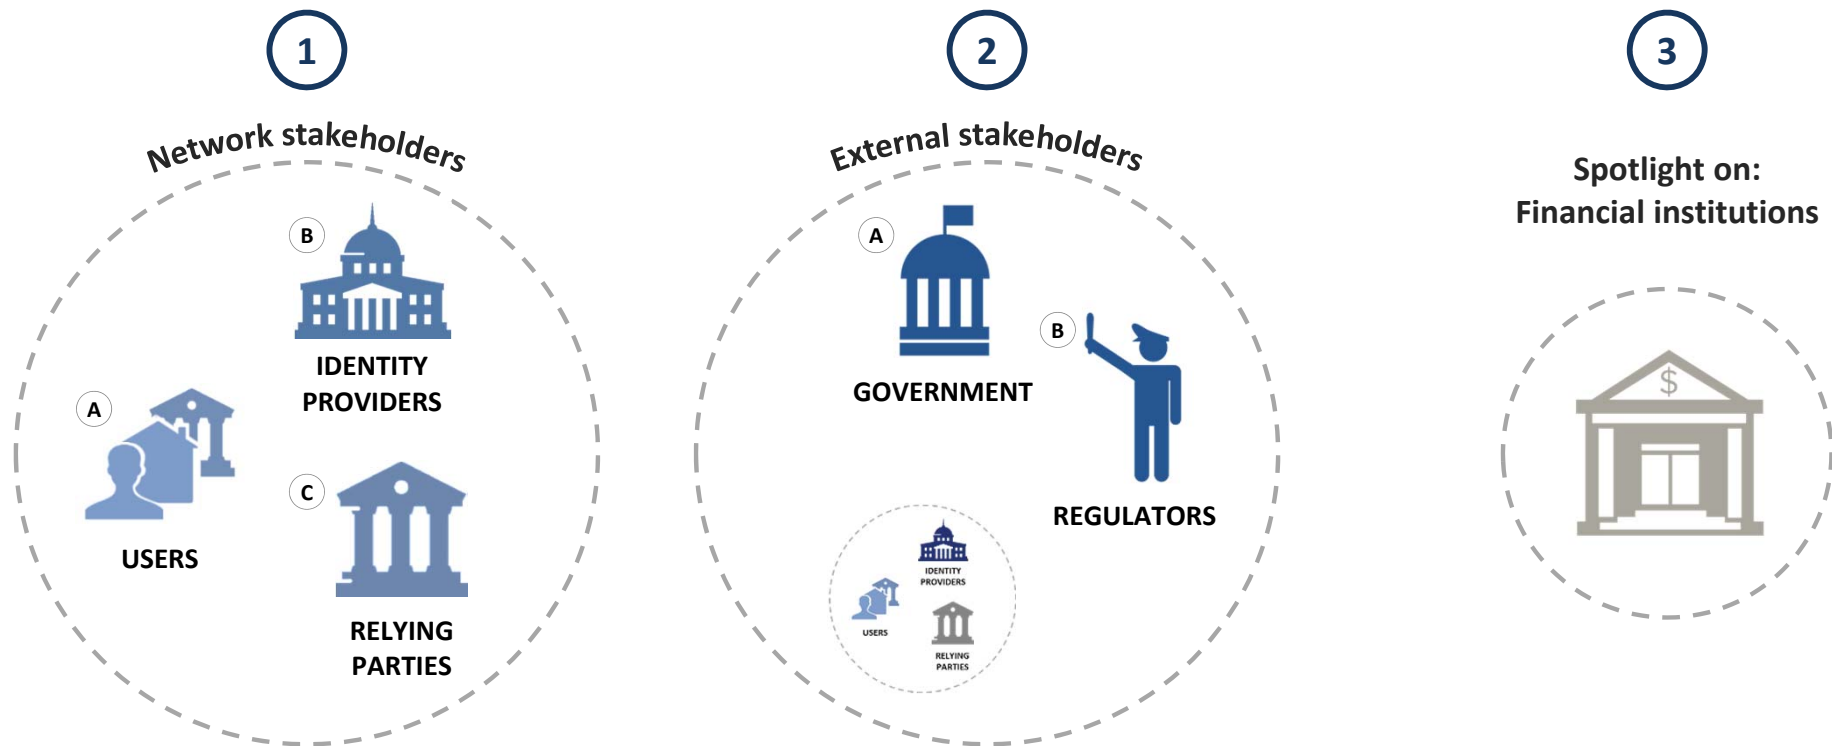 1
Network stakeholders
B
IDENTITY
PROVIDERS
A
USERS
C
RELYING
PARTIES
2
External stakeholders
A
GOVERNMENT
B
REGULATORS
IDENTITY
PROVIDERS
USERS
RELYING
PARTIES
3
Spotlight on:
Financial institutions
$